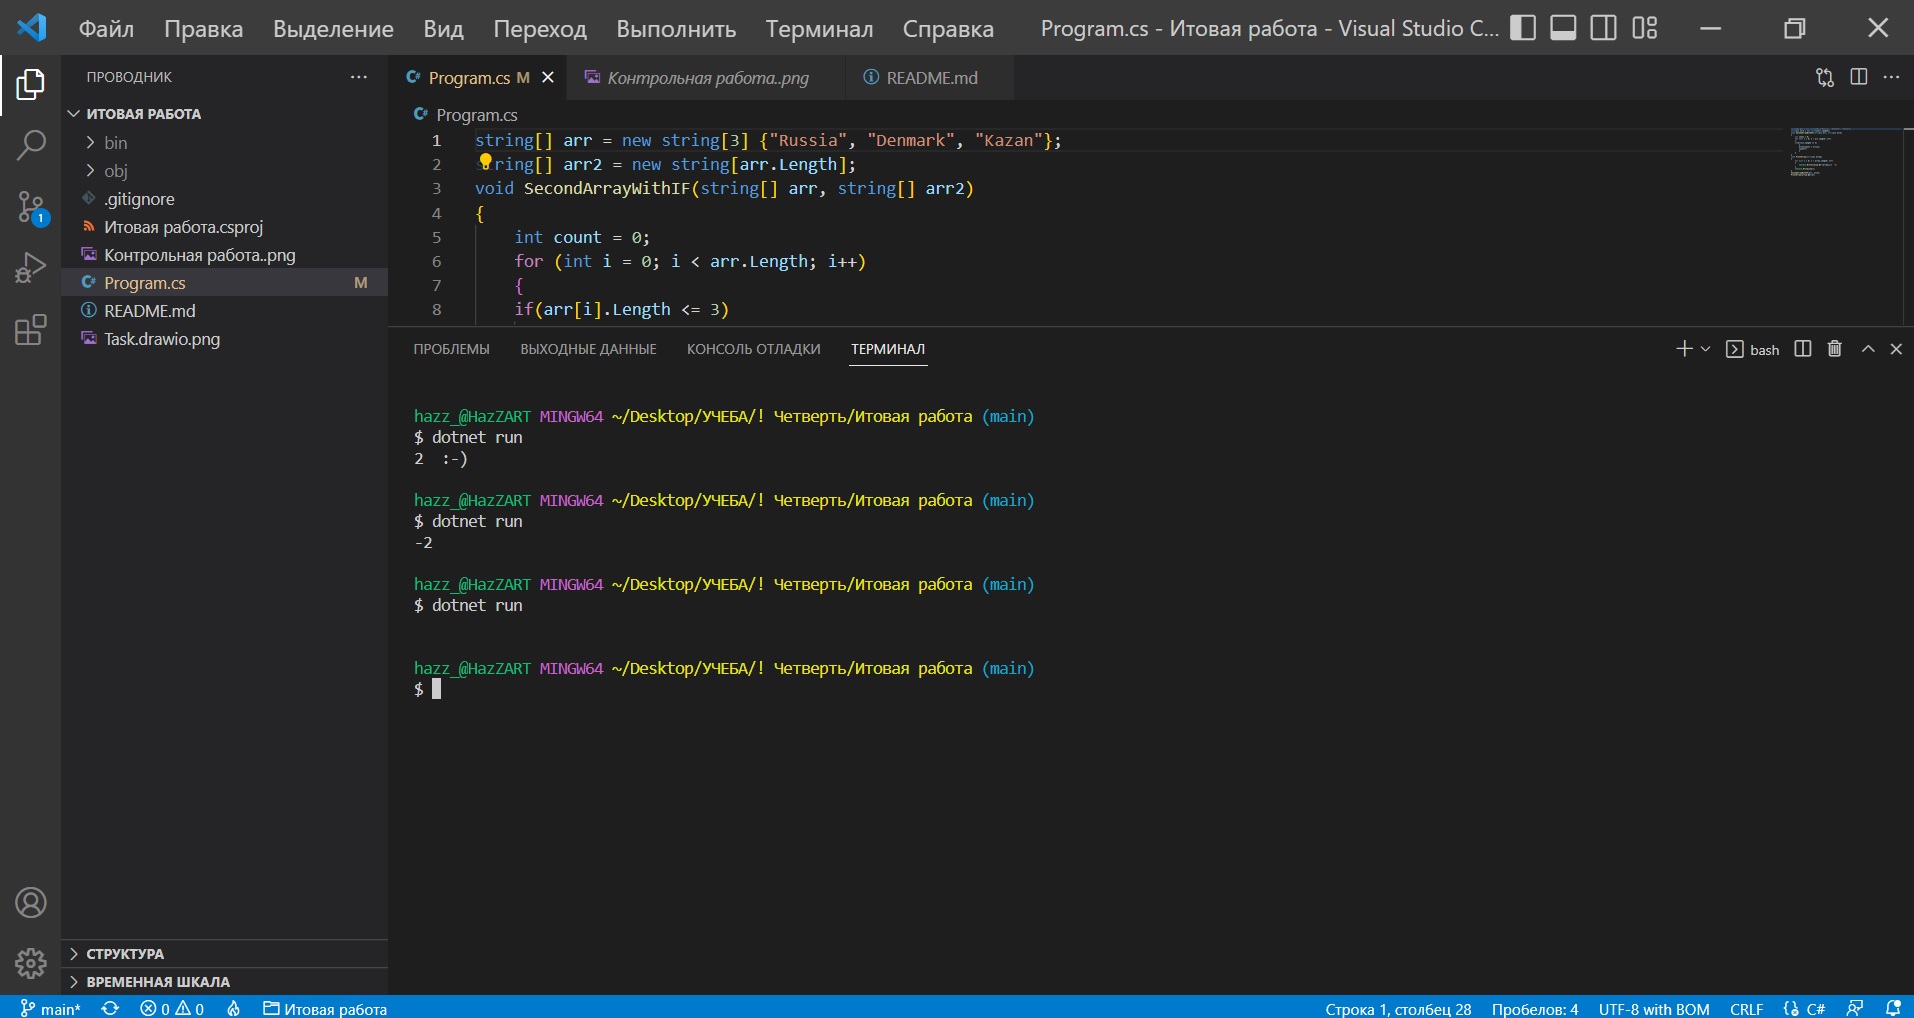 Файл Правка Выделение Вид Переход Выполнить Терминал Справка Program.cs - Итовая работа - Visual Studio C...
ПРОВОДНИК
ИТОВАЯ РАБОТА
bin
obj
.gitignore
Итовая работа.csproj
Контрольная работа..png
Program.cs M
README.md
Task.drawio.png
СТРУКТУРА
ВРЕМЕННАЯ ШКАЛА
Program.cs M Контрольная работа..png README.md
Program.cs
1 string[] arr = new string[3] {"Russia", "Denmark", "Kazan"};
2 string[] arr2 = new string[arr.Length];
3 void SecondArrayWithIF(string[] arr, string[] arr2)
4 {
5 int count = 0;
6 for (int i = 0; i < arr.Length; i++)
7 {
8 if(arr[i].Length <= 3)
ПРОБЛЕМЫ ВЫХОДНЫЕ ДАННЫЕ КОНСОЛЬ ОТЛАДКИ ТЕРМИНАЛ bash
hazz_@HazZART MINGW64 ~/Desktop/УЧЕБА/! Четверть/Итовая работа (main)
$ dotnet run
2 :-)
hazz_@HazZART MINGW64 ~/Desktop/УЧЕБА/! Четверть/Итовая работа (main)
$ dotnet run
-2
hazz_@HazZART MINGW64 ~/Desktop/УЧЕБА/! Четверть/Итовая работа (main)
$ dotnet run
hazz_@HazZART MINGW64 ~/Desktop/УЧЕБА/! Четверть/Итовая работа (main)
$
1
main* 0 0 Итовая работа Строка 1, столбец 28 Пробелов: 4 UTF-8 with BOM CRLF C#